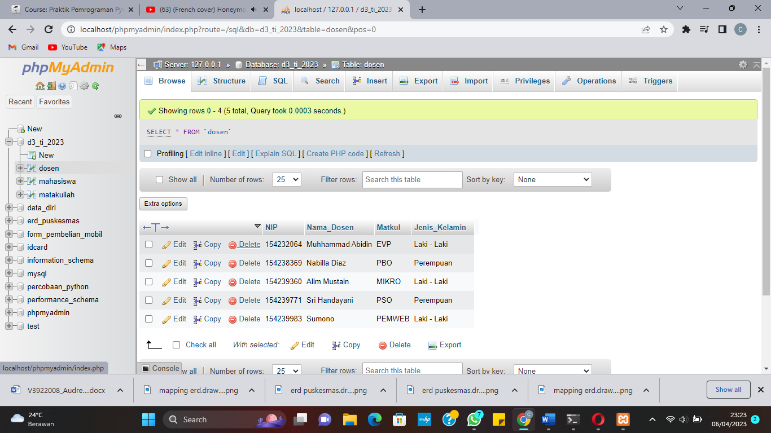 Course: Praktik Pemrograman Py
(63) (French cover) Honeym
localhost / 127.0.0.1 / d3_ti_2023
localhost/phpmyadmin/index.php?route=/sql&db=d3_ti_2023&table=dosen&pos=0
Gmail YouTube Maps
phpMyAdmin
Recent Favorites
New
d3_ti_2023
New
dosen
mahasiswa
matakuliah
data_diri
erd_puskesmas
form_pembelian_mobil
idcard
information_schema
mysql
percobaan_python
performance_schema
phpmyadmin
test
localhost/phpmyadmin/index.php
Server: 127.0.0.1 » Database: d3_ti_2023 » Table: dosen
Browse Structure SQL Search Insert Export Import Privileges Operations Triggers
Showing rows 0 - 4 (5 total, Query took 0.0003 seconds.)
SELECT * FROM `dosen`
Profiling [ Edit inline ] [ Edit ] [ Explain SQL ] [ Create PHP code ] [ Refresh ]
Show all Number of rows: 25 Filter rows: Search this table Sort by key: None
Extra options
←T→ NIP Nama_Dosen Matkul Jenis_Kelamin
Edit Copy Delete 154232064 Muhhammad Abidin EVP Laki - Laki
Edit Copy Delete 154238369 Nabilla Diaz PBO Perempuan
Edit Copy Delete 154239360 Alim Mustain MIKRO Laki - Laki
Edit Copy Delete 154239771 Sri Handayani PSO Perempuan
Edit Copy Delete 154239983 Sumono PEMWEB Laki - Laki
Check all With selected: Edit Copy Delete Export
Console
w all Number of rows: 25 Filter rows: Search this table Sort by key: None
V3922008_Audre....docx
mapping erd.draw....png
erd puskesmas.dr....png
erd puskesmas.dr....png
mapping erd.draw....png
Show all
24°C
Berawan
Search
7
23:23
08/04/2023
2